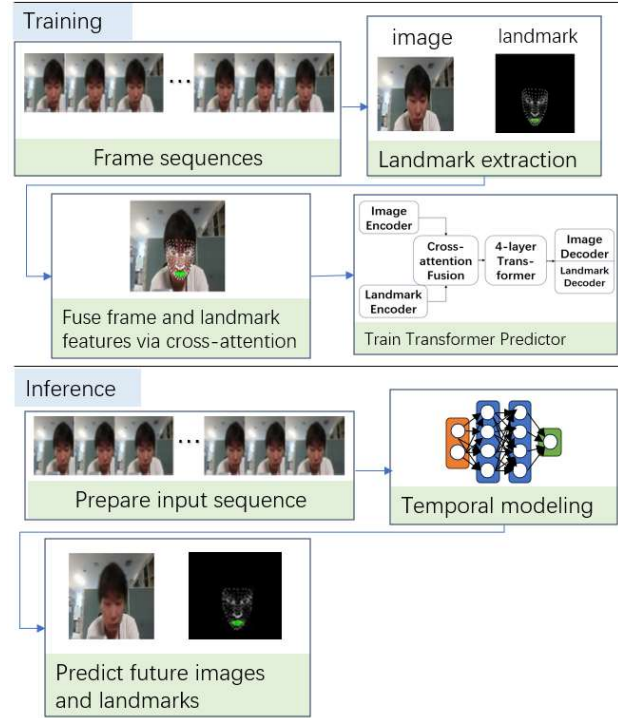 Training
...
Frame sequences
image
landmark
Landmark extraction
Fuse frame and landmark
features via cross-attention
Image
Encoder
Landmark
Encoder
Cross-
attention
Fusion
4-layer
Trans-
former
Image
Decoder
Landmark
Decoder
Train Transformer Predictor
Inference
...
Prepare input sequence
Temporal modeling
Predict future images
and landmarks